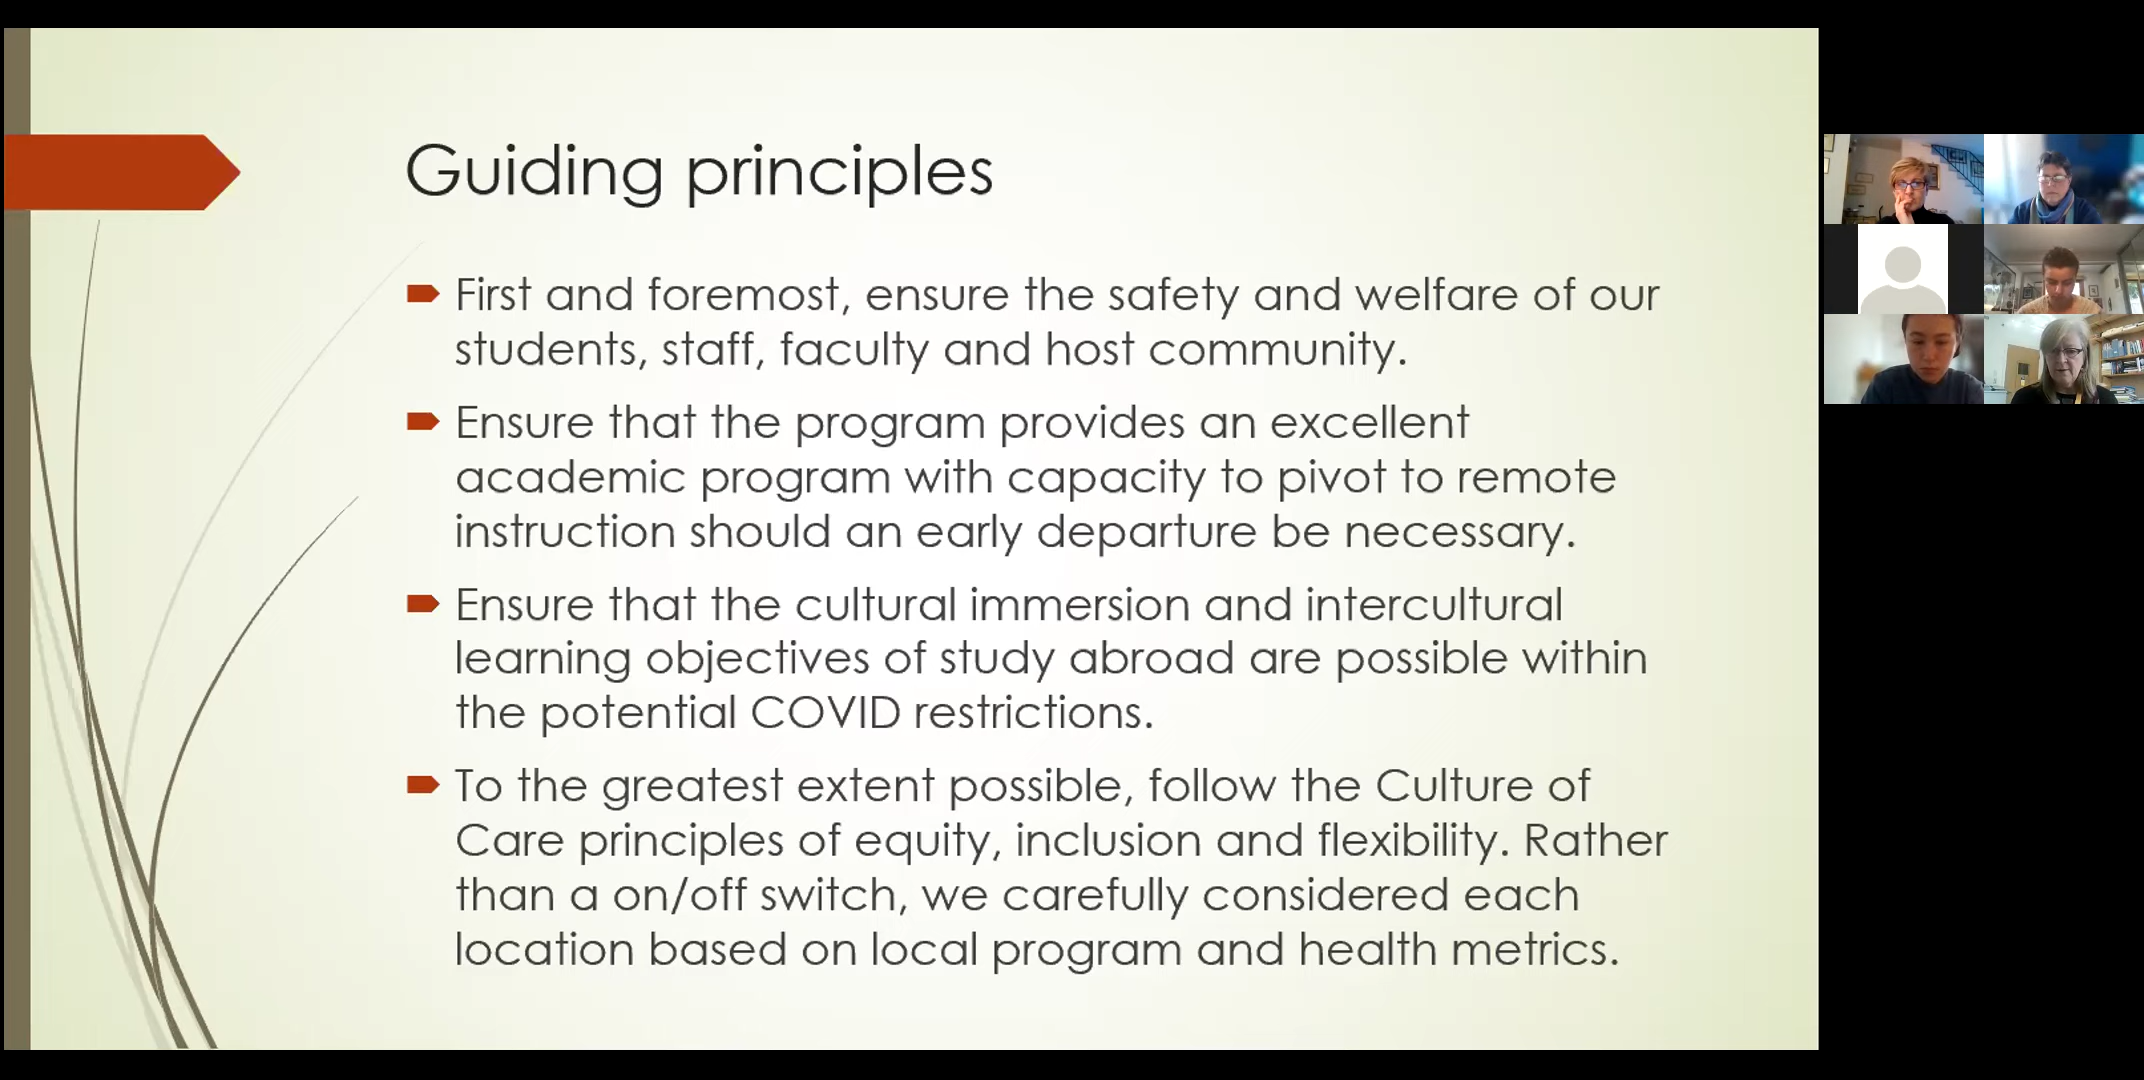 Guiding principles
First and foremost, ensure the safety and welfare of our
students, staff, faculty and host community.
Ensure that the program provides an excellent
academic program with capacity to pivot to remote
instruction should an early departure be necessary.
Ensure that the cultural immersion and intercultural
learning objectives of study abroad are possible within
the potential COVID restrictions.
To the greatest extent possible, follow the Culture of
Care principles of equity, inclusion and flexibility. Rather
than a on/off switch, we carefully considered each
location based on local program and health metrics.